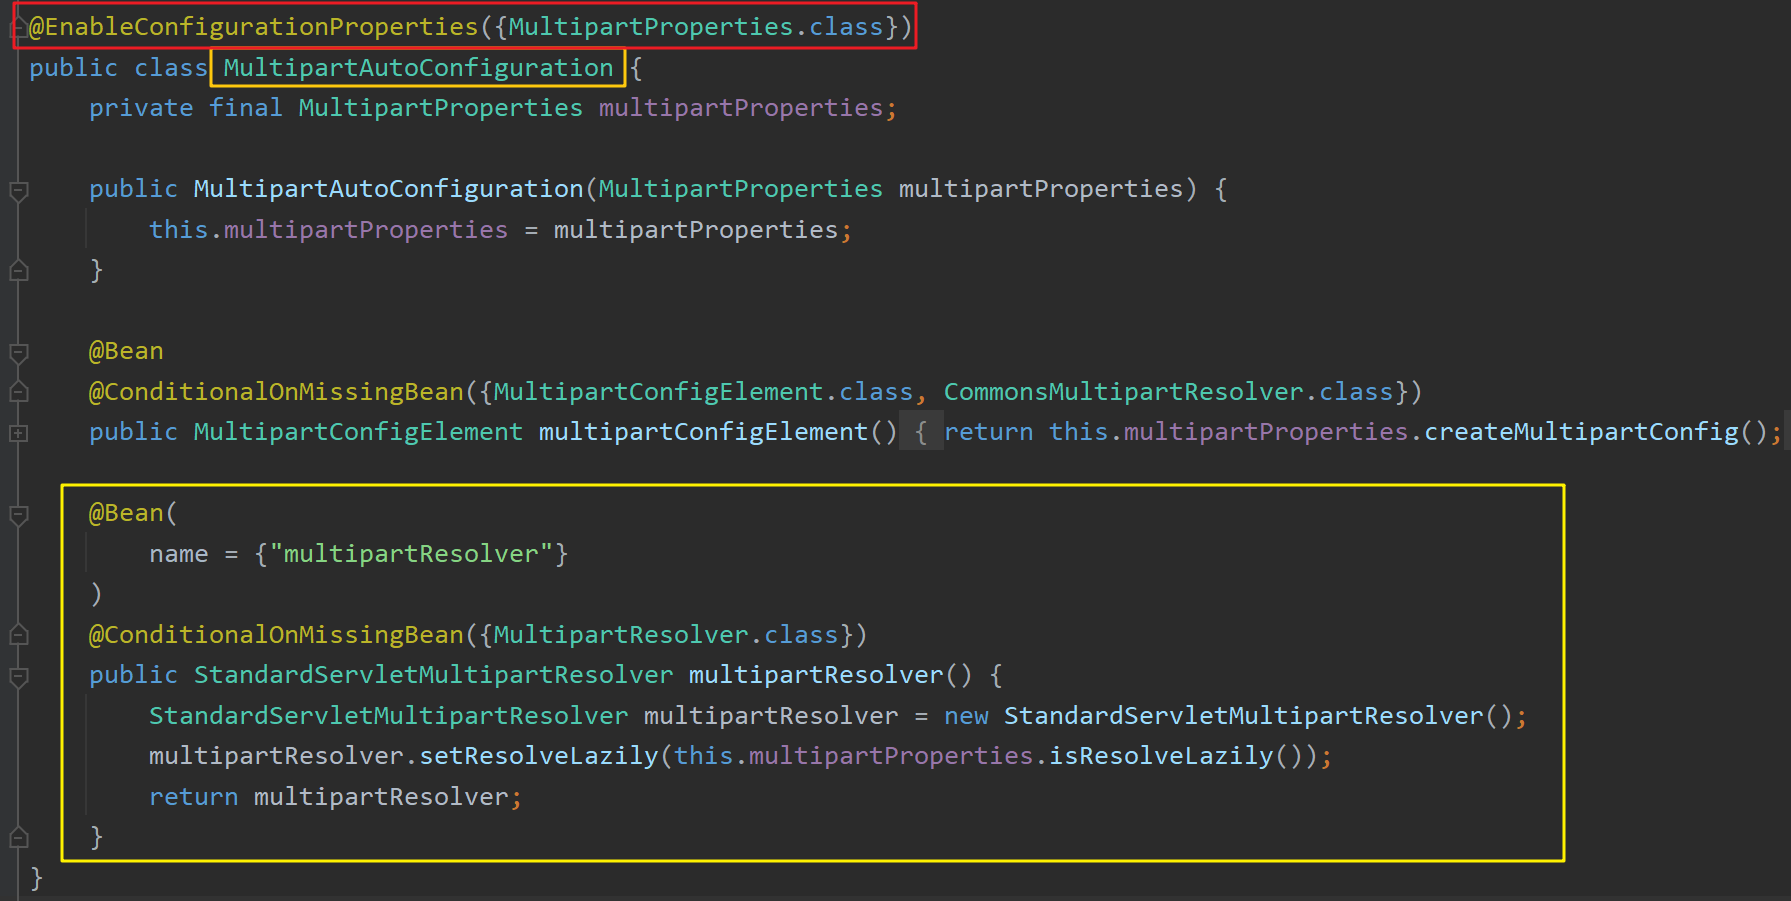 @EnableConfigurationProperties({MultipartProperties.class})
public class MultipartAutoConfiguration {
    private final MultipartProperties multipartProperties;
    public MultipartAutoConfiguration(MultipartProperties multipartProperties) {
        this.multipartProperties = multipartProperties;
    }
    @Bean
    @ConditionalOnMissingBean({MultipartConfigElement.class, CommonsMultipartResolver.class})
    public MultipartConfigElement multipartConfigElement() { return this.multipartProperties.createMultipartConfig();
    @Bean(
        name = {"multipartResolver"}
    )
    @ConditionalOnMissingBean({MultipartResolver.class})
    public StandardServletMultipartResolver multipartResolver() {
        StandardServletMultipartResolver multipartResolver = new StandardServletMultipartResolver();
        multipartResolver.setResolveLazily(this.multipartProperties.isResolveLazily());
        return multipartResolver;
    }
}